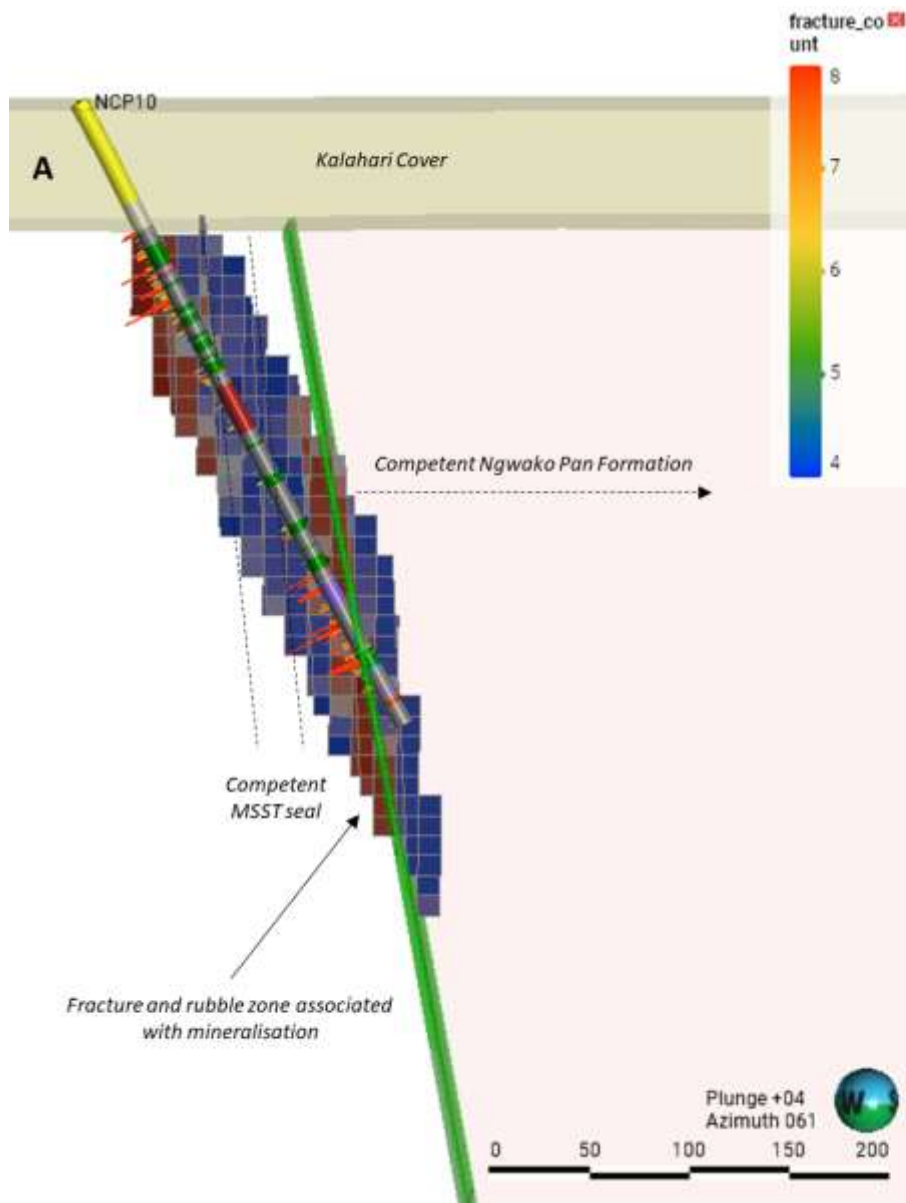 fracture_co
unt
8
7
6
5
4
NCP10
A
Kalahari Cover
Competent Ngwako Pan Formation
Competent
MSST seal
Fracture and rubble zone associated
with mineralisation
Plunge +04
Azimuth 061
W S
0 50 100 150 200